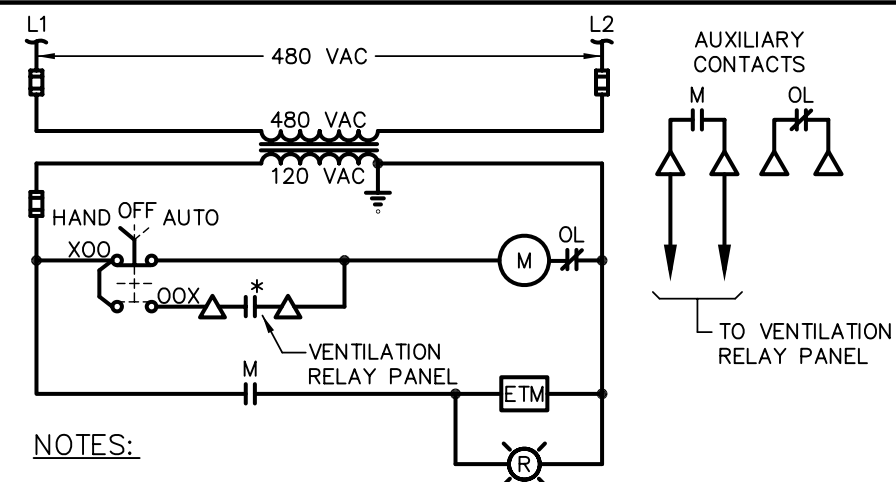 L1
L2
480 VAC
AUXILIARY
CONTACTS
M
OL
480 VAC
120 VAC
HAND OFF AUTO
XOO
OL
M
OOX
*
VENTILATION
RELAY PANEL
TO VENTILATION
RELAY PANEL
M
ETM
NOTES:
R